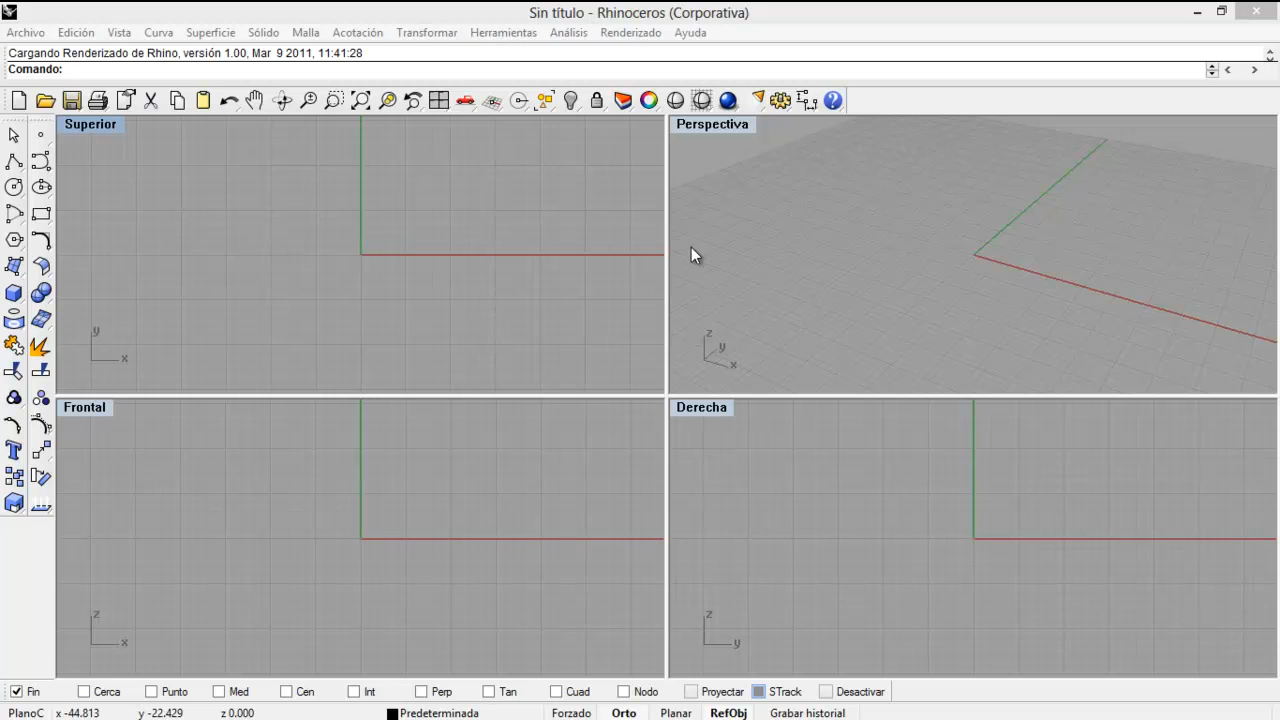 Sin título - Rhinoceros (Corporativa)
Archivo Edición Vista Curva Superficie Sólido Malla Acotación Transformar Herramientas Análisis Renderizado Ayuda
Cargando Renderizado de Rhino, versión 1.00, Mar 9 2011, 11:41:28
Comando:
Superior
Perspectiva
y
x
z
y
x
Frontal
Derecha
z
x
z
y
Fin Cerca Punto Med Cen Int Perp Tan Cuad Nodo Proyectar STrack Desactivar
PlanoC x -44.813 y -22.429 z 0.000 Predeterminada Forzado Orto Planar RefObj Grabar historial